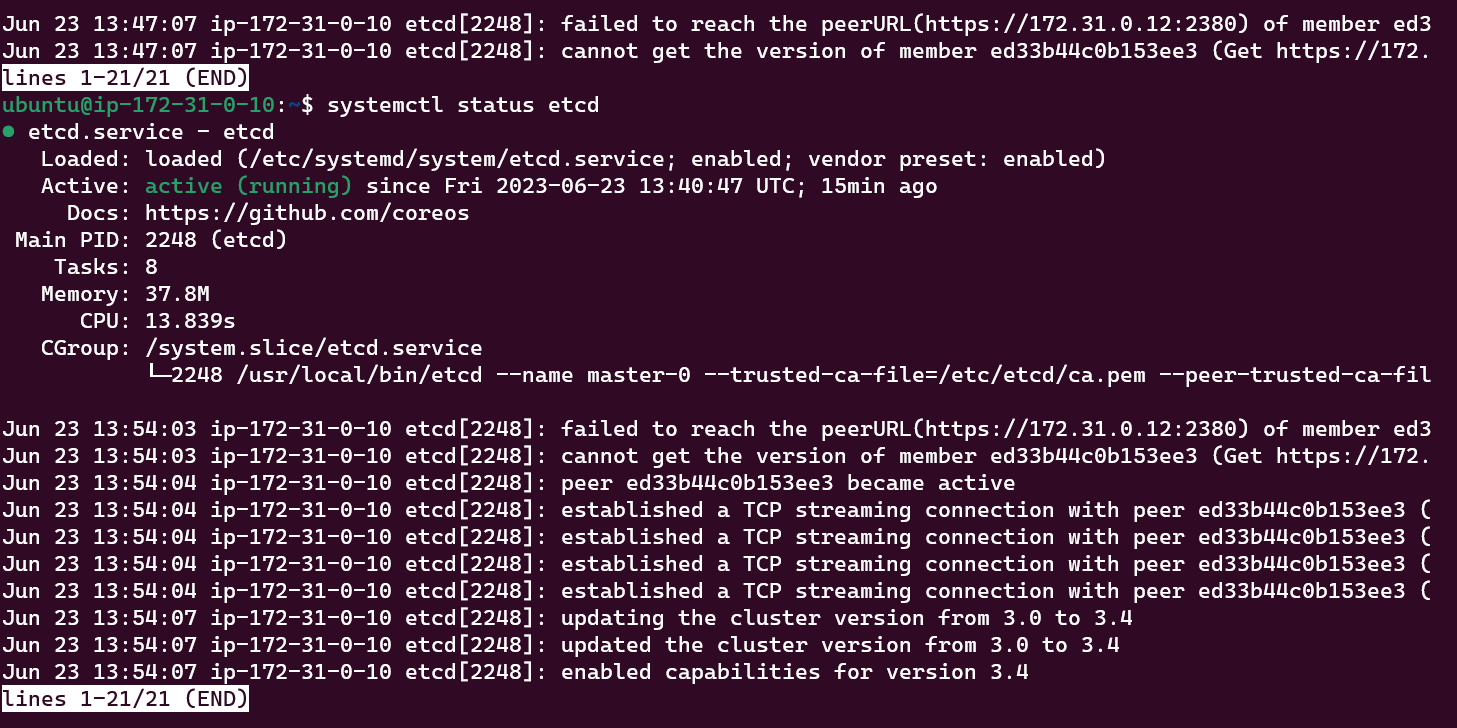 Jun 23 13:47:07 ip-172-31-0-10 etcd[2248]: failed to reach the peerURL(https://172.31.0.12:2380) of member ed3
Jun 23 13:47:07 ip-172-31-0-10 etcd[2248]: cannot get the version of member ed33b44c0b153ee3 (Get https://172.
lines 1-21/21 (END)
ubuntu@ip-172-31-0-10:~$ systemctl status etcd
● etcd.service - etcd
   Loaded: loaded (/etc/systemd/system/etcd.service; enabled; vendor preset: enabled)
   Active: active (running) since Fri 2023-06-23 13:40:47 UTC; 15min ago
     Docs: https://github.com/coreos
 Main PID: 2248 (etcd)
    Tasks: 8
   Memory: 37.8M
      CPU: 13.839s
   CGroup: /system.slice/etcd.service
           └─2248 /usr/local/bin/etcd --name master-0 --trusted-ca-file=/etc/etcd/ca.pem --peer-trusted-ca-fil
Jun 23 13:54:03 ip-172-31-0-10 etcd[2248]: failed to reach the peerURL(https://172.31.0.12:2380) of member ed3
Jun 23 13:54:03 ip-172-31-0-10 etcd[2248]: cannot get the version of member ed33b44c0b153ee3 (Get https://172.
Jun 23 13:54:04 ip-172-31-0-10 etcd[2248]: peer ed33b44c0b153ee3 became active
Jun 23 13:54:04 ip-172-31-0-10 etcd[2248]: established a TCP streaming connection with peer ed33b44c0b153ee3 (
Jun 23 13:54:04 ip-172-31-0-10 etcd[2248]: established a TCP streaming connection with peer ed33b44c0b153ee3 (
Jun 23 13:54:04 ip-172-31-0-10 etcd[2248]: established a TCP streaming connection with peer ed33b44c0b153ee3 (
Jun 23 13:54:04 ip-172-31-0-10 etcd[2248]: established a TCP streaming connection with peer ed33b44c0b153ee3 (
Jun 23 13:54:07 ip-172-31-0-10 etcd[2248]: updating the cluster version from 3.0 to 3.4
Jun 23 13:54:07 ip-172-31-0-10 etcd[2248]: updated the cluster version from 3.0 to 3.4
Jun 23 13:54:07 ip-172-31-0-10 etcd[2248]: enabled capabilities for version 3.4
lines 1-21/21 (END)